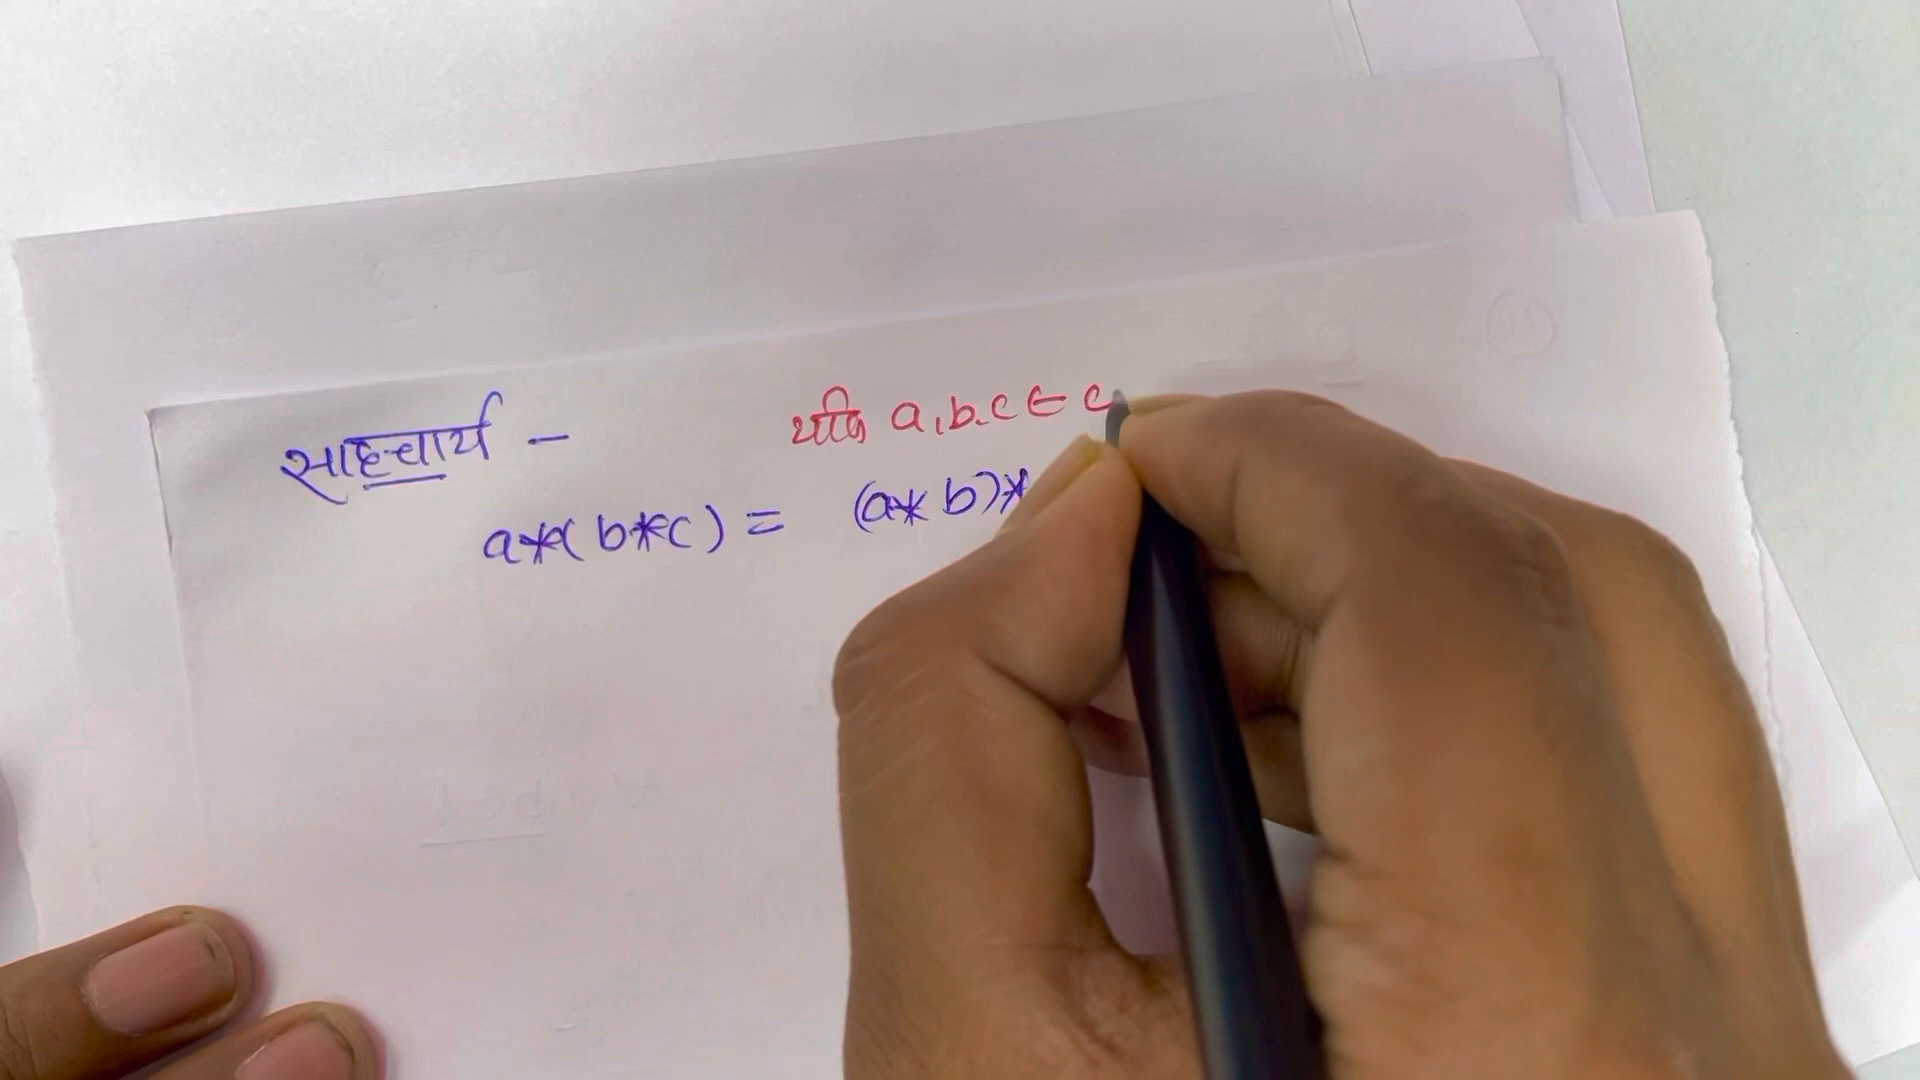 साहचार्य - यदि a,b.c ∈ C
a*(b*c) = (a*b)*